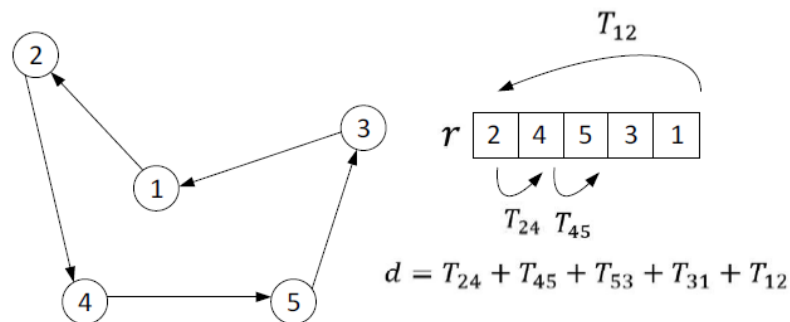 2
3
1
4
5
T₁₂
r 2 4 5 3 1
T₂₄ T₄₅
d = T₂₄ + T₄₅ + T₅₃ + T₃₁ + T₁₂